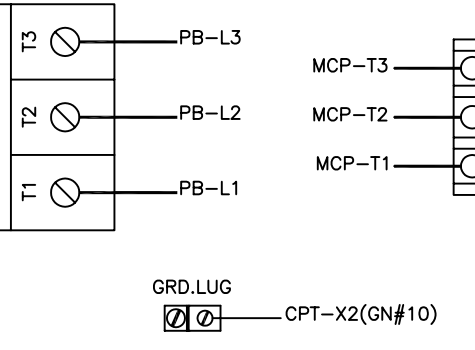 T3
PB-L3
T2
PB-L2
T1
PB-L1
MCP-T3
MCP-T2
MCP-T1
GRD.LUG
CPT-X2(GN#10)